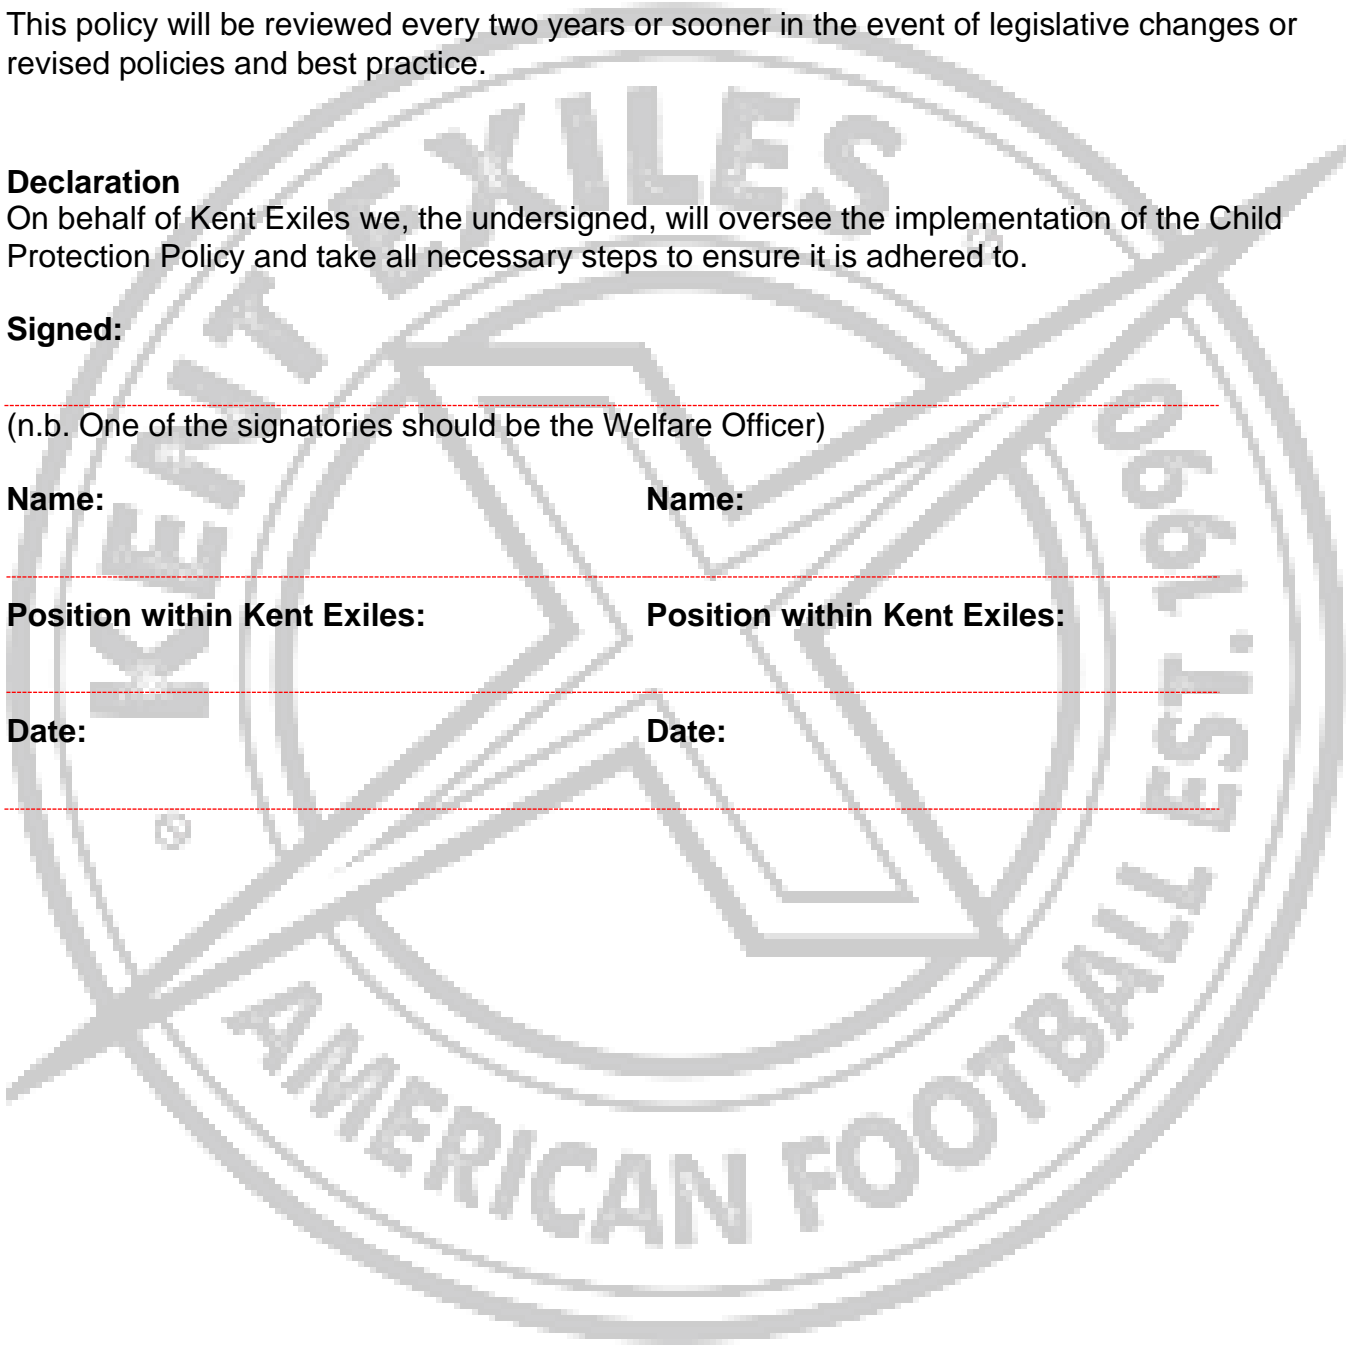 This policy will be reviewed every two years or sooner in the event of legislative changes or
revised policies and best practice.
Declaration
On behalf of Kent Exiles we, the undersigned, will oversee the implementation of the Child
Protection Policy and take all necessary steps to ensure it is adhered to.
Signed:
(n.b. One of the signatories should be the Welfare Officer)
Name: Name:
Position within Kent Exiles: Position within Kent Exiles:
Date: Date:
KENT EXILES
AMERICAN FOOTBALL EST. 1990